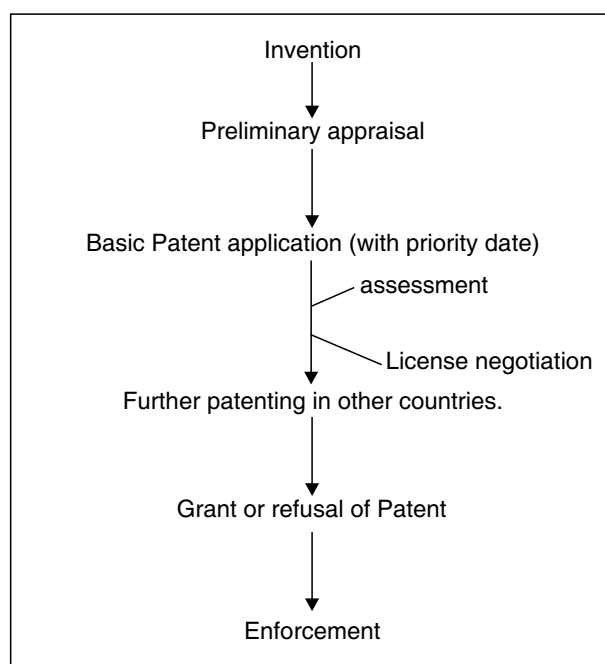 Invention
Preliminary appraisal
Basic Patent application (with priority date)
assessment
License negotiation
Further patenting in other countries.
Grant or refusal of Patent
Enforcement